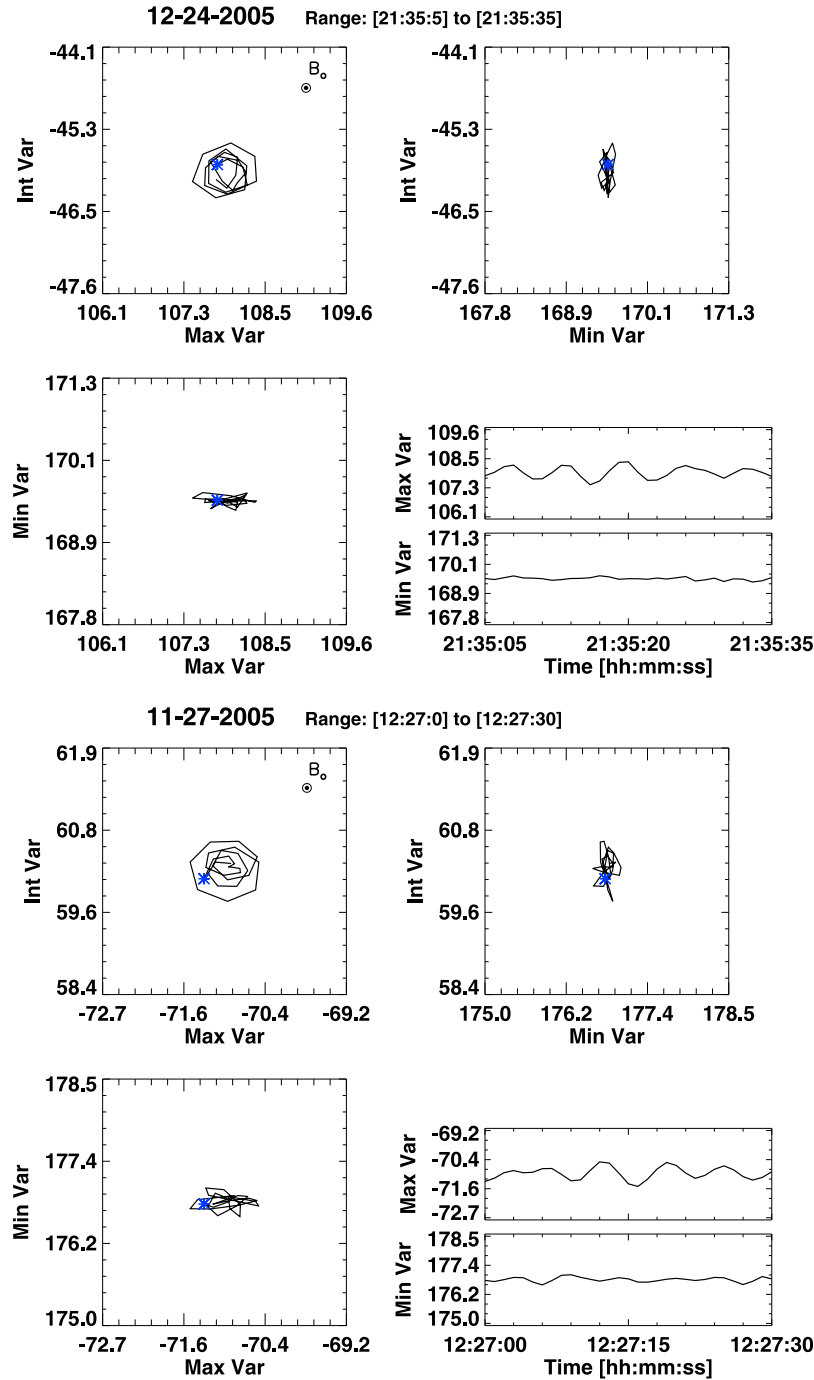 12-24-2005 Range: [21:35:5] to [21:35:35]
-44.1
-45.3
-46.5
-47.6
Int Var
B₀
106.1 107.3 108.5 109.6
Max Var
-44.1
-45.3
-46.5
-47.6
Int Var
167.8 168.9 170.1 171.3
Min Var
171.3
170.1
168.9
167.8
Min Var
106.1 107.3 108.5 109.6
Max Var
109.6
108.5
107.3
106.1
Max Var
171.3
170.1
168.9
167.8
Min Var
21:35:05 21:35:20 21:35:35
Time [hh:mm:ss]
11-27-2005 Range: [12:27:0] to [12:27:30]
61.9
60.8
59.6
58.4
Int Var
B₀
-72.7 -71.6 -70.4 -69.2
Max Var
61.9
60.8
59.6
58.4
Int Var
175.0 176.2 177.4 178.5
Min Var
178.5
177.4
176.2
175.0
Min Var
-72.7 -71.6 -70.4 -69.2
Max Var
-69.2
-70.4
-71.6
-72.7
Max Var
178.5
177.4
176.2
175.0
Min Var
12:27:00 12:27:15 12:27:30
Time [hh:mm:ss]